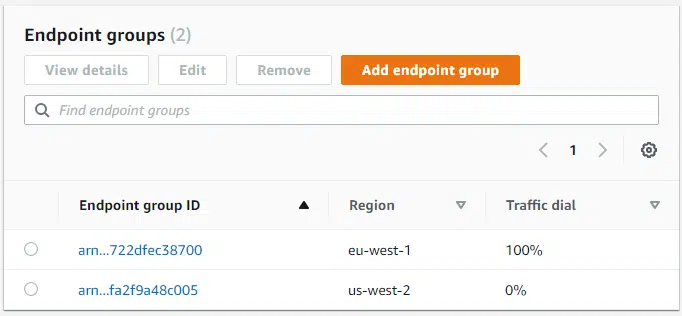 Endpoint groups (2)
View details Edit Remove Add endpoint group
Find endpoint groups
1
Endpoint group ID Region Traffic dial
arn...722dfec38700 eu-west-1 100%
arn...fa2f9a48c005 us-west-2 0%